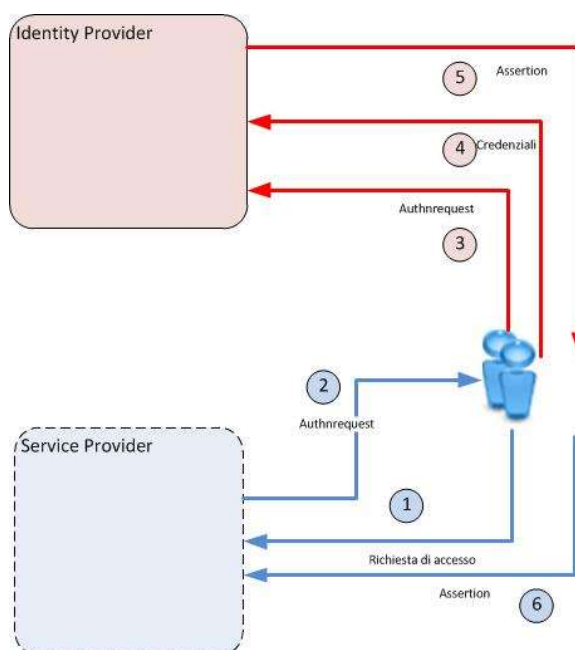 Identity Provider
5
Assertion
4
Credenziali
Authnrequest
3
2
Authnrequest
Service Provider
1
Richiesta di accesso
Assertion
6